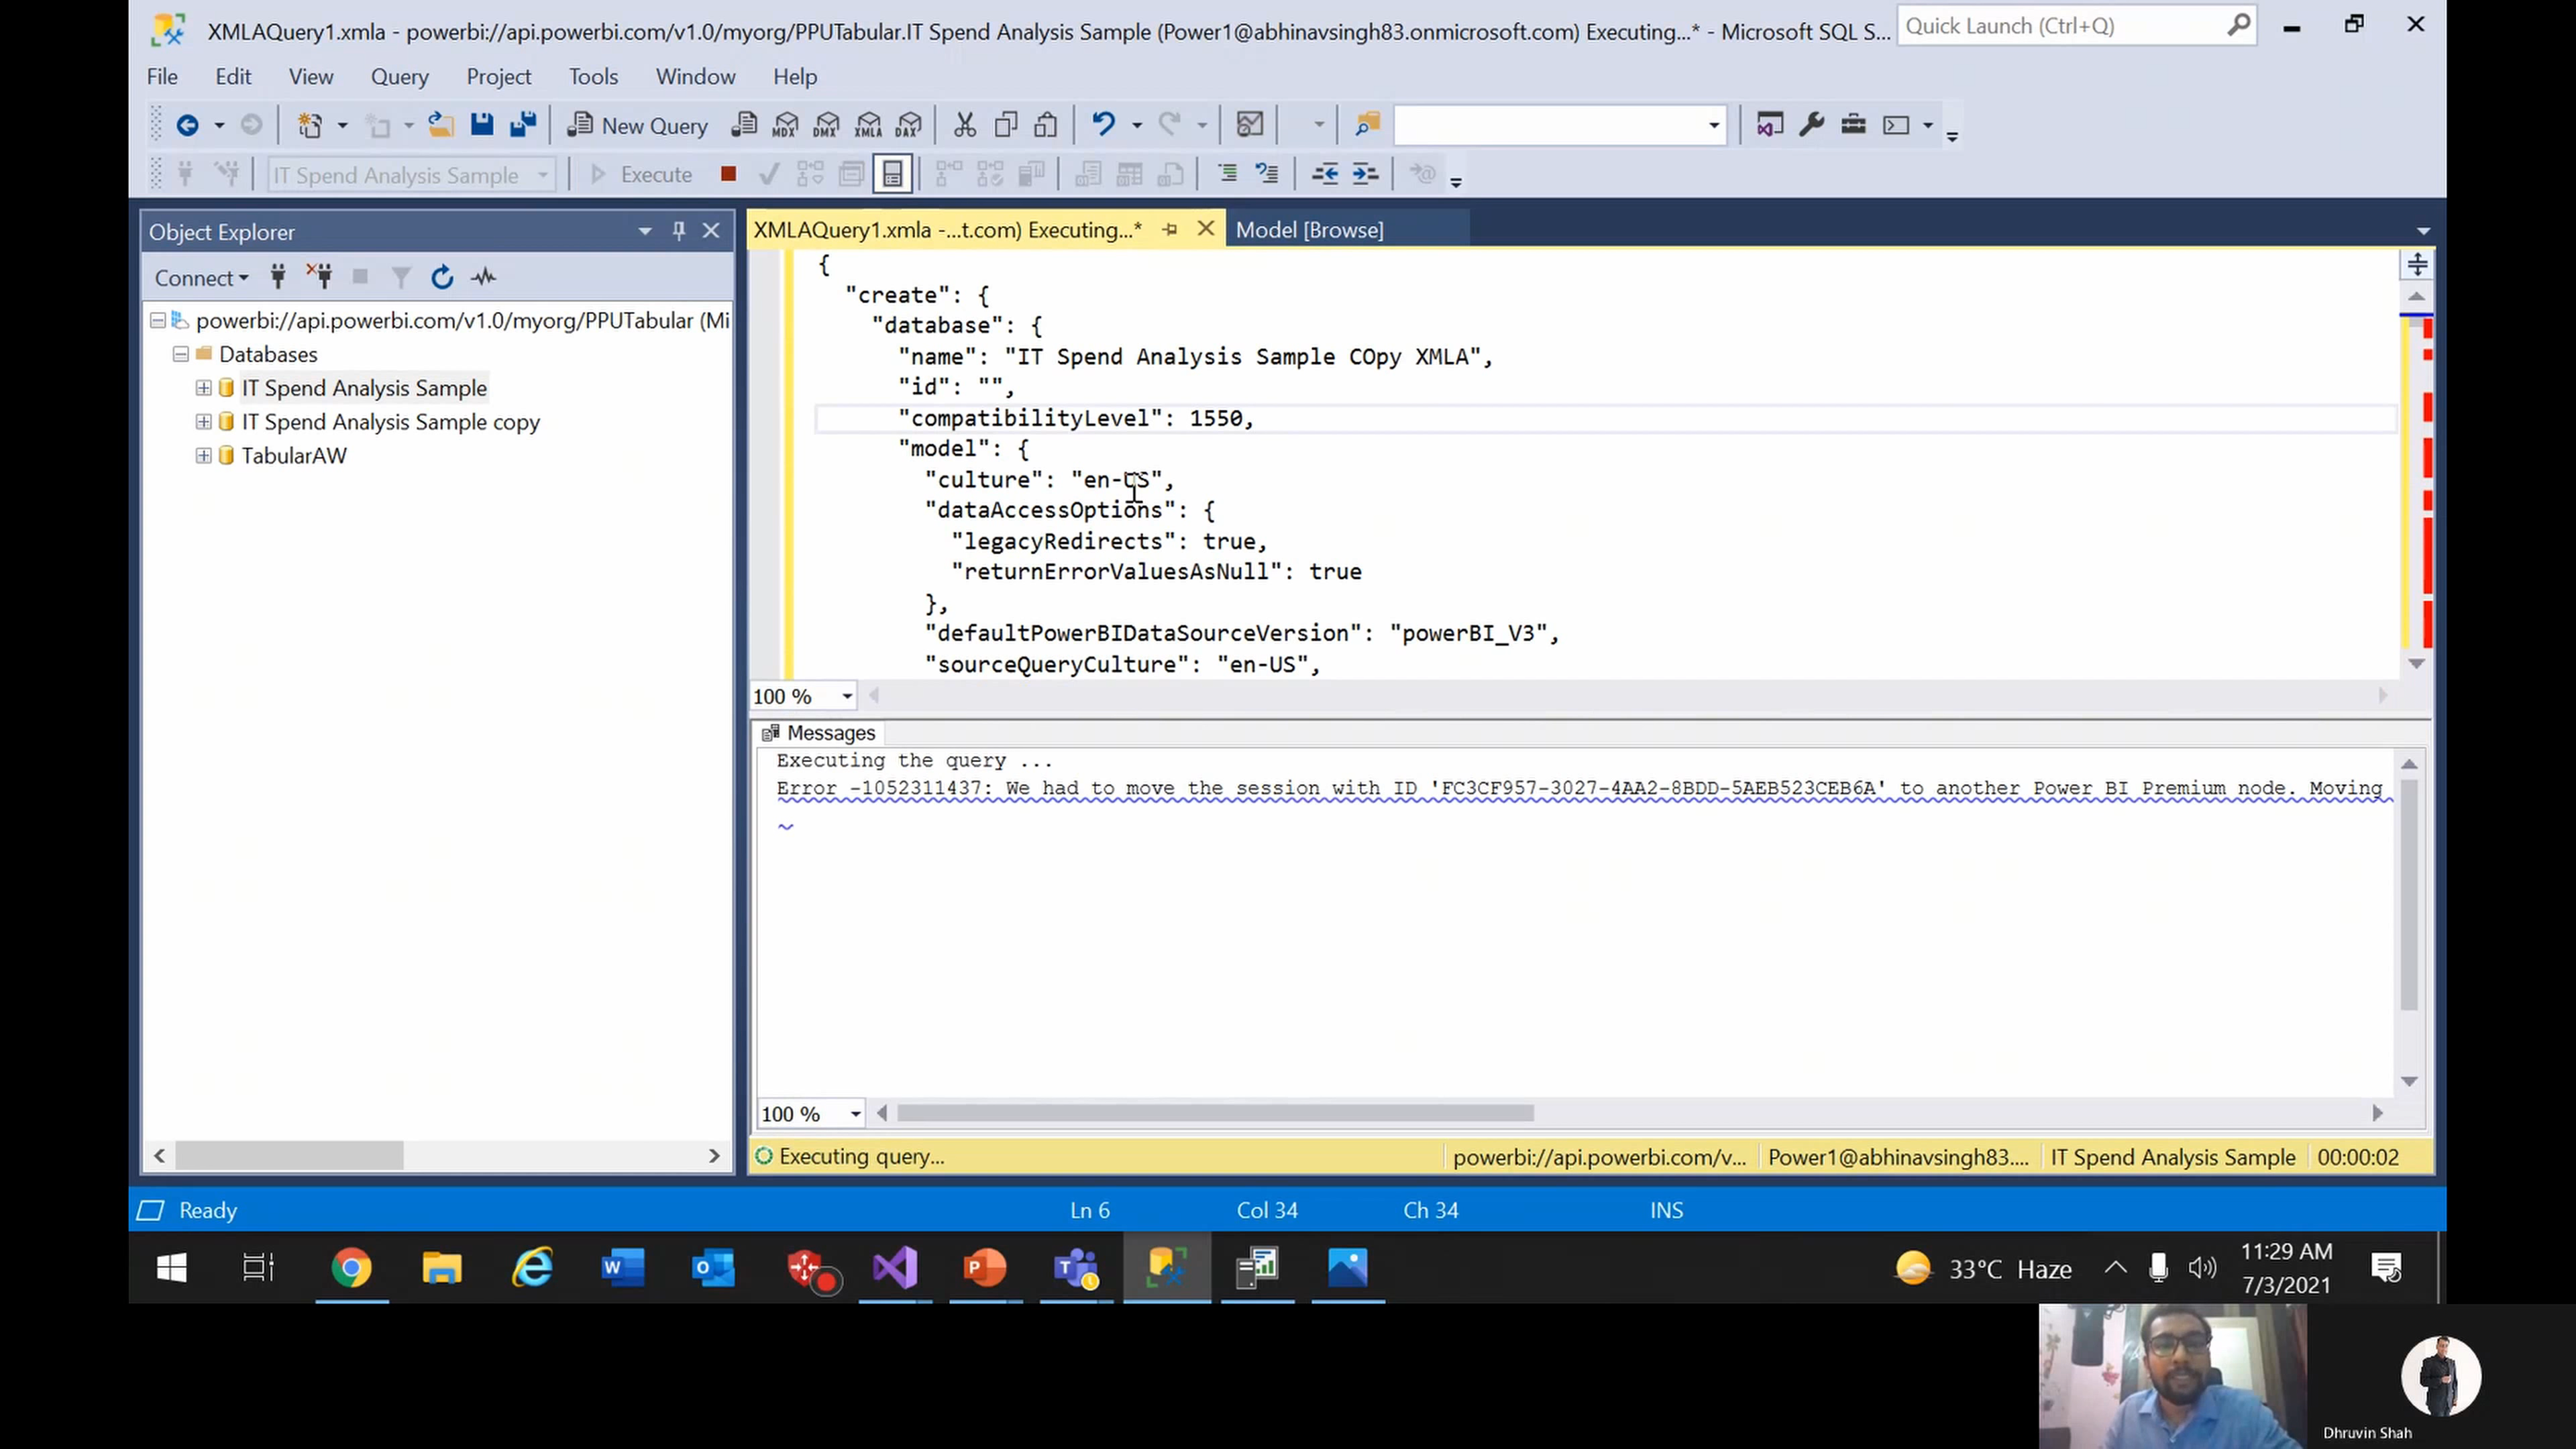 XMLAQuery1.xmla - powerbi://api.powerbi.com/v1.0/myorg/PPUTabular.IT Spend Analysis Sample (Power1@abhinavsingh83.onmicrosoft.com) Executing...* - Microsoft SQL S...
Quick Launch (Ctrl+Q)
File Edit View Query Project Tools Window Help
New Query MDX DMX XMLA DAX
IT Spend Analysis Sample Execute
Object Explorer
XMLAQuery1.xmla -...t.com) Executing...* Model [Browse]
Connect
powerbi://api.powerbi.com/v1.0/myorg/PPUTabular (Mi
Databases
IT Spend Analysis Sample
IT Spend Analysis Sample copy
TabularAW
{
"create": {
"database": {
"name": "IT Spend Analysis Sample COpy XMLA",
"id": "",
"compatibilityLevel": 1550,
"model": {
"culture": "en-US",
"dataAccessOptions": {
"legacyRedirects": true,
"returnErrorValuesAsNull": true
},
"defaultPowerBIDataSourceVersion": "powerBI_V3",
"sourceQueryCulture": "en-US",
100 %
Messages
Executing the query ...
Error -1052311437: We had to move the session with ID 'FC3CF957-3027-4AA2-8BDD-5AEB523CEB6A' to another Power BI Premium node. Moving
100 %
Executing query... powerbi://api.powerbi.com/v... Power1@abhinavsingh83.... IT Spend Analysis Sample 00:00:02
Ready Ln 6 Col 34 Ch 34 INS
33°C Haze
11:29 AM
7/3/2021
Dhruvin Shah